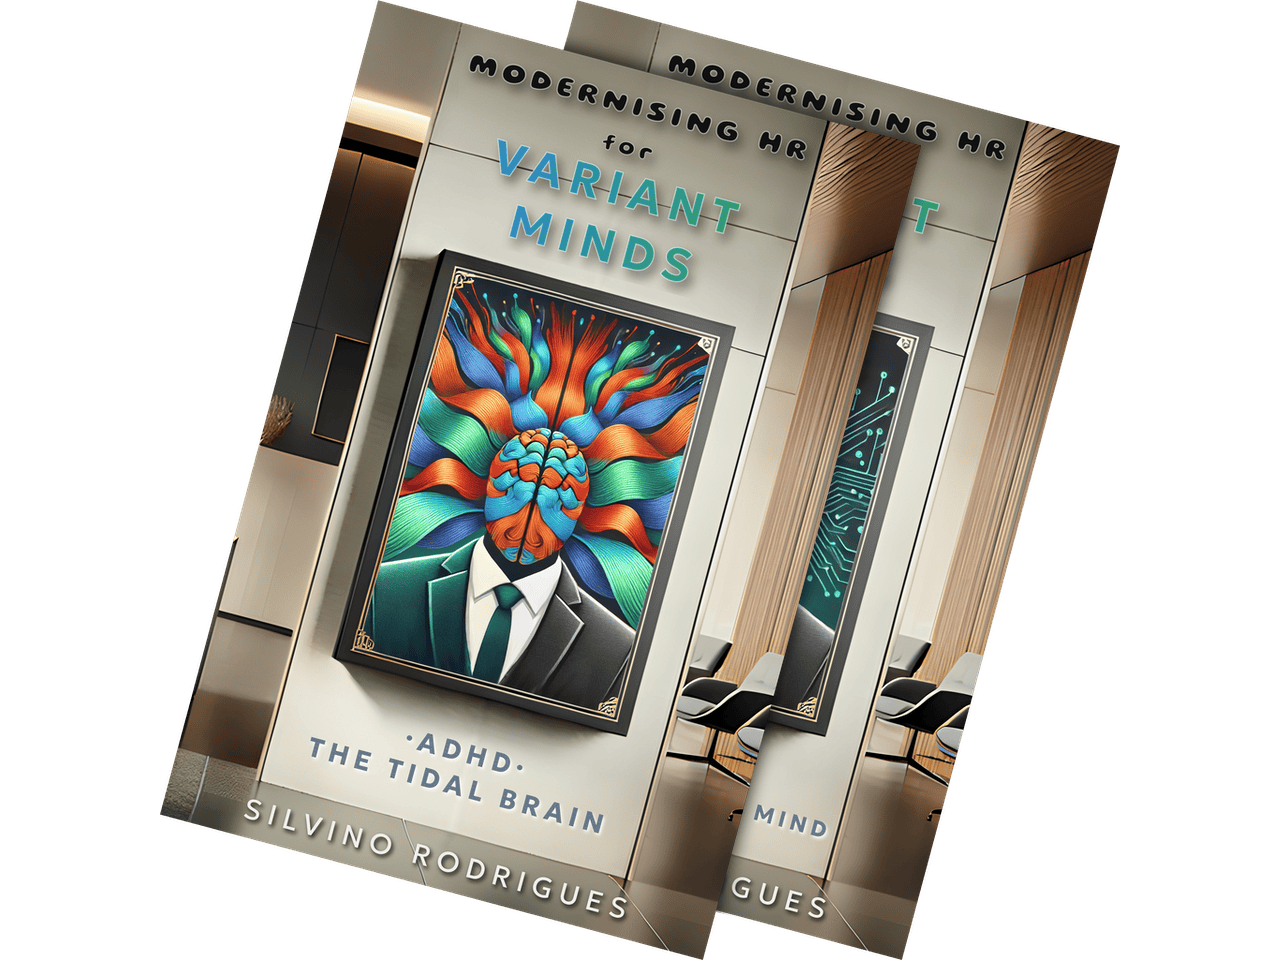 MODERNISING HR
for
VARIANT
MINDS
·ADHD·
THE TIDAL BRAIN
SILVINO RODRIGUES
MODERNISING HR
T
MIND
GUES